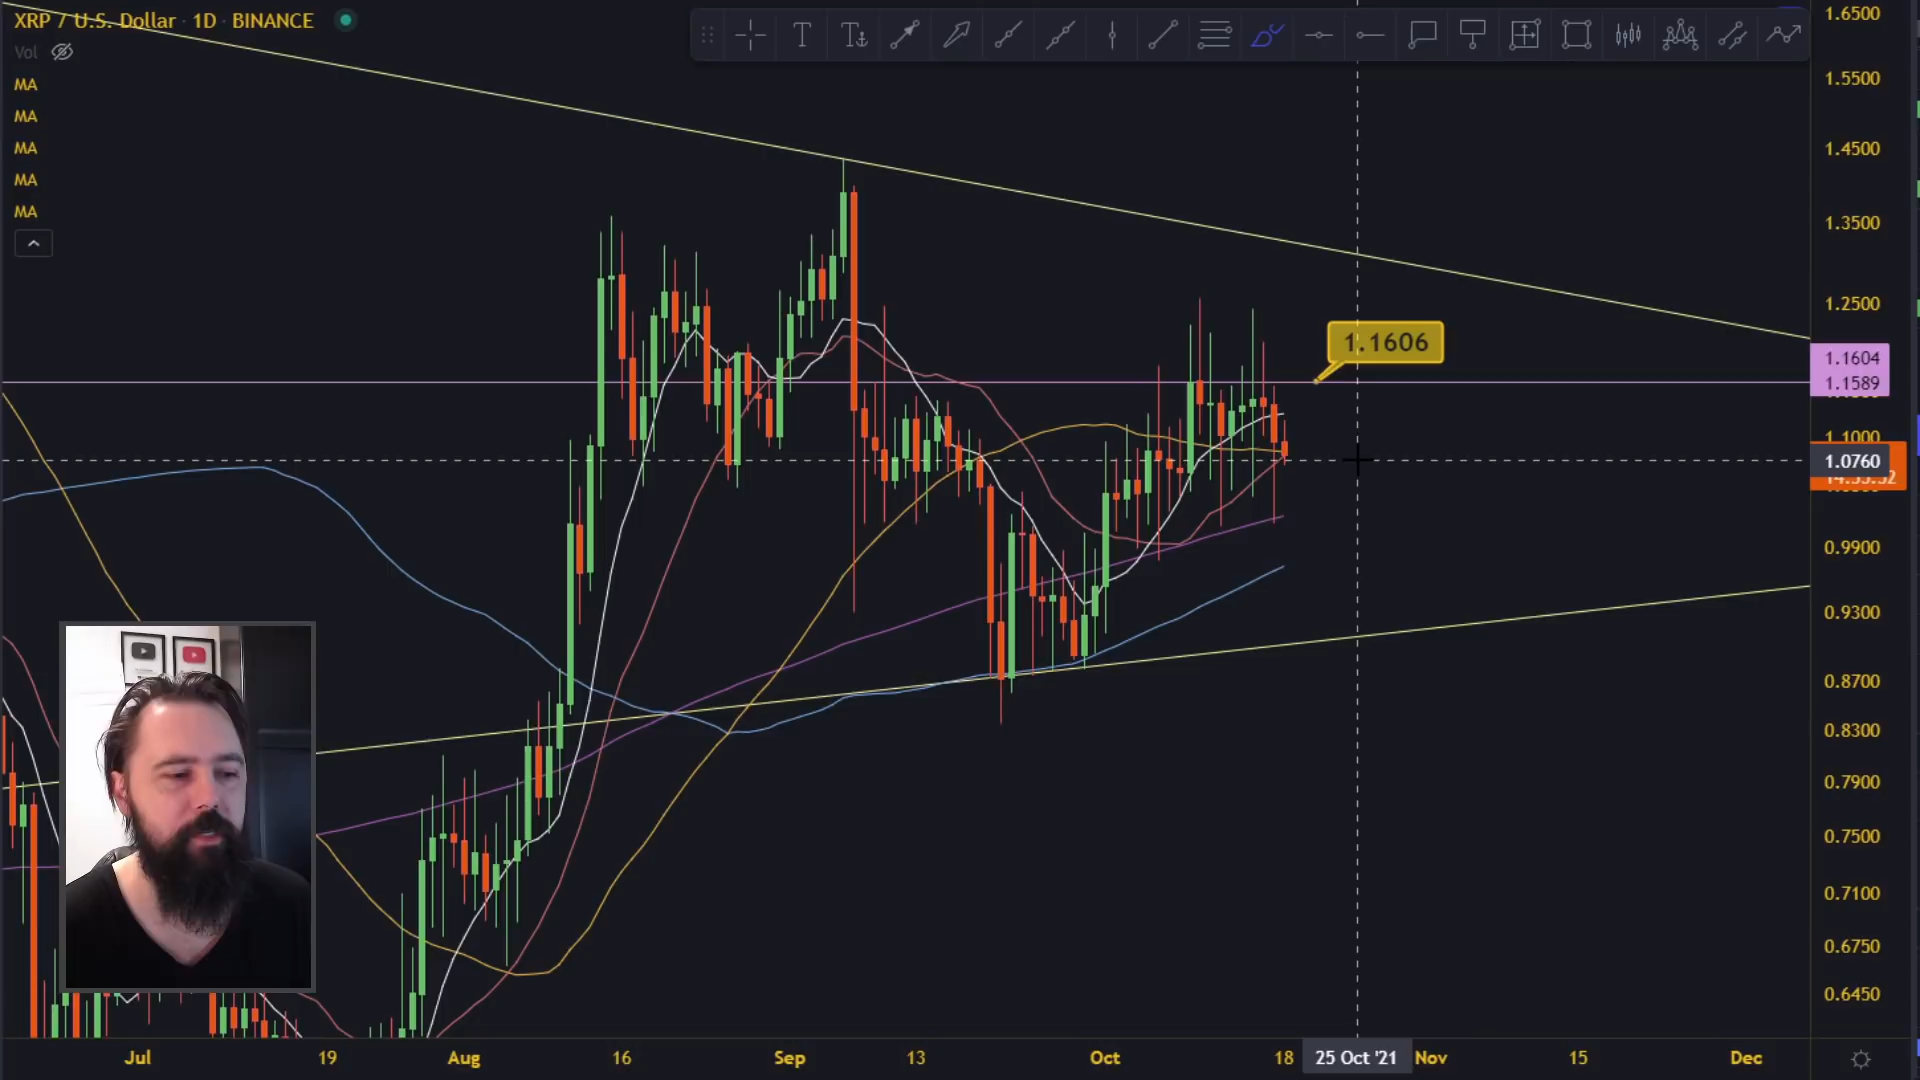 XRP / U.S. Dollar · 1D · BINANCE
Vol
MA
MA
MA
MA
MA
1.1606
1.6500
1.5500
1.4500
1.3500
1.2500
1.1604
1.1589
1.1000
1.0760
0.9900
0.9300
0.8700
0.8300
0.7900
0.7500
0.7100
0.6750
0.6450
Jul 19 Aug 16 Sep 13 Oct 18 25 Oct '21 Nov 15 Dec